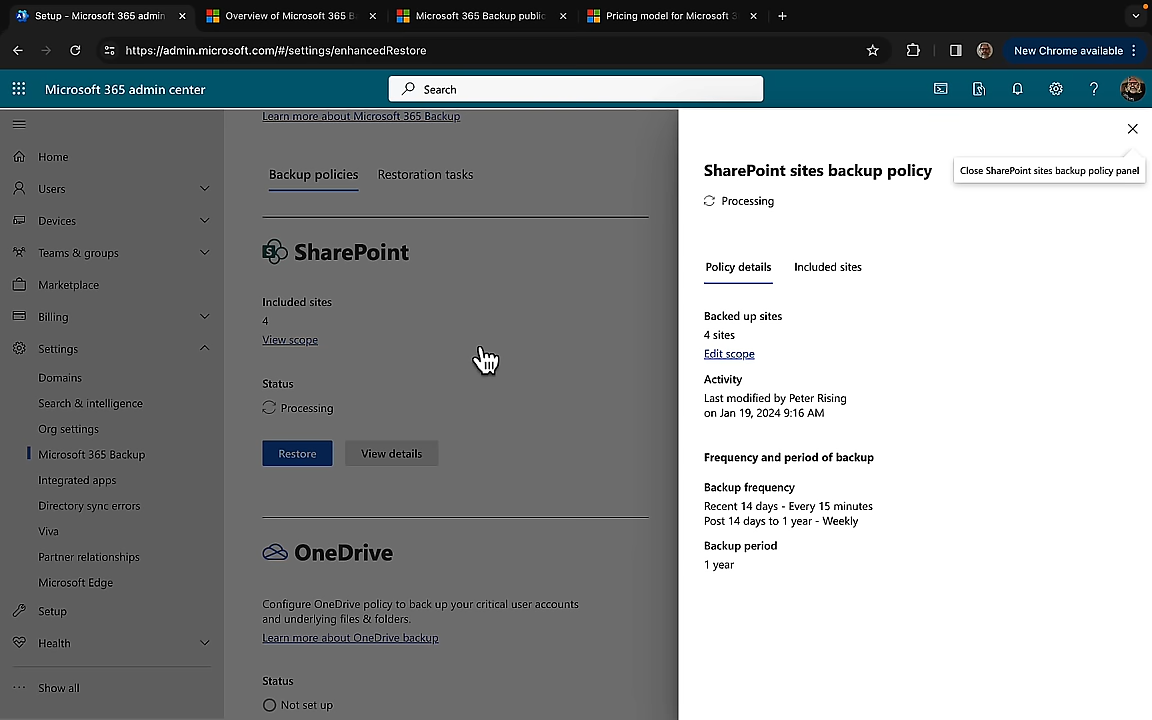 Setup - Microsoft 365 admin
Overview of Microsoft 365 B
Microsoft 365 Backup public
Pricing model for Microsoft 3
https://admin.microsoft.com/#/settings/enhancedRestore
New Chrome available
Microsoft 365 admin center
Search
Home
Users
Devices
Teams & groups
Marketplace
Billing
Settings
Domains
Search & intelligence
Org settings
Microsoft 365 Backup
Integrated apps
Directory sync errors
Viva
Partner relationships
Microsoft Edge
Setup
Health
Show all
Learn more about Microsoft 365 Backup
Backup policies
Restoration tasks
SharePoint
Included sites
4
View scope
Status
Processing
Restore
View details
OneDrive
Configure OneDrive policy to back up your critical user accounts
and underlying files & folders.
Learn more about OneDrive backup
Status
Not set up
SharePoint sites backup policy
Close SharePoint sites backup policy panel
Processing
Policy details
Included sites
Backed up sites
4 sites
Edit scope
Activity
Last modified by Peter Rising
on Jan 19, 2024 9:16 AM
Frequency and period of backup
Backup frequency
Recent 14 days - Every 15 minutes
Post 14 days to 1 year - Weekly
Backup period
1 year